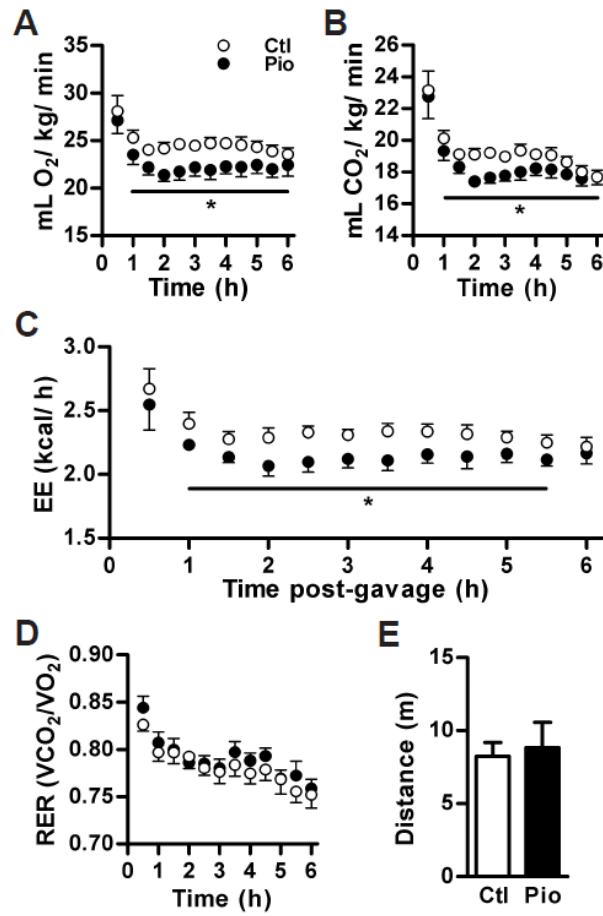 A
mL O2/ kg/ min
35
30
25
20
15
0 1 2 3 4 5 6
Time (h)
Ctl
Pio
*
B
mL CO2/ kg/ min
26
24
22
20
18
16
14
0 1 2 3 4 5 6
Time (h)
*
C
EE (kcal/ h)
3.0
2.5
2.0
1.5
0 1 2 3 4 5 6
Time post-gavage (h)
*
D
RER (VCO2/VO2)
0.90
0.85
0.80
0.75
0.70
0 1 2 3 4 5 6
Time (h)
E
Distance (m)
15
10
5
0
Ctl Pio